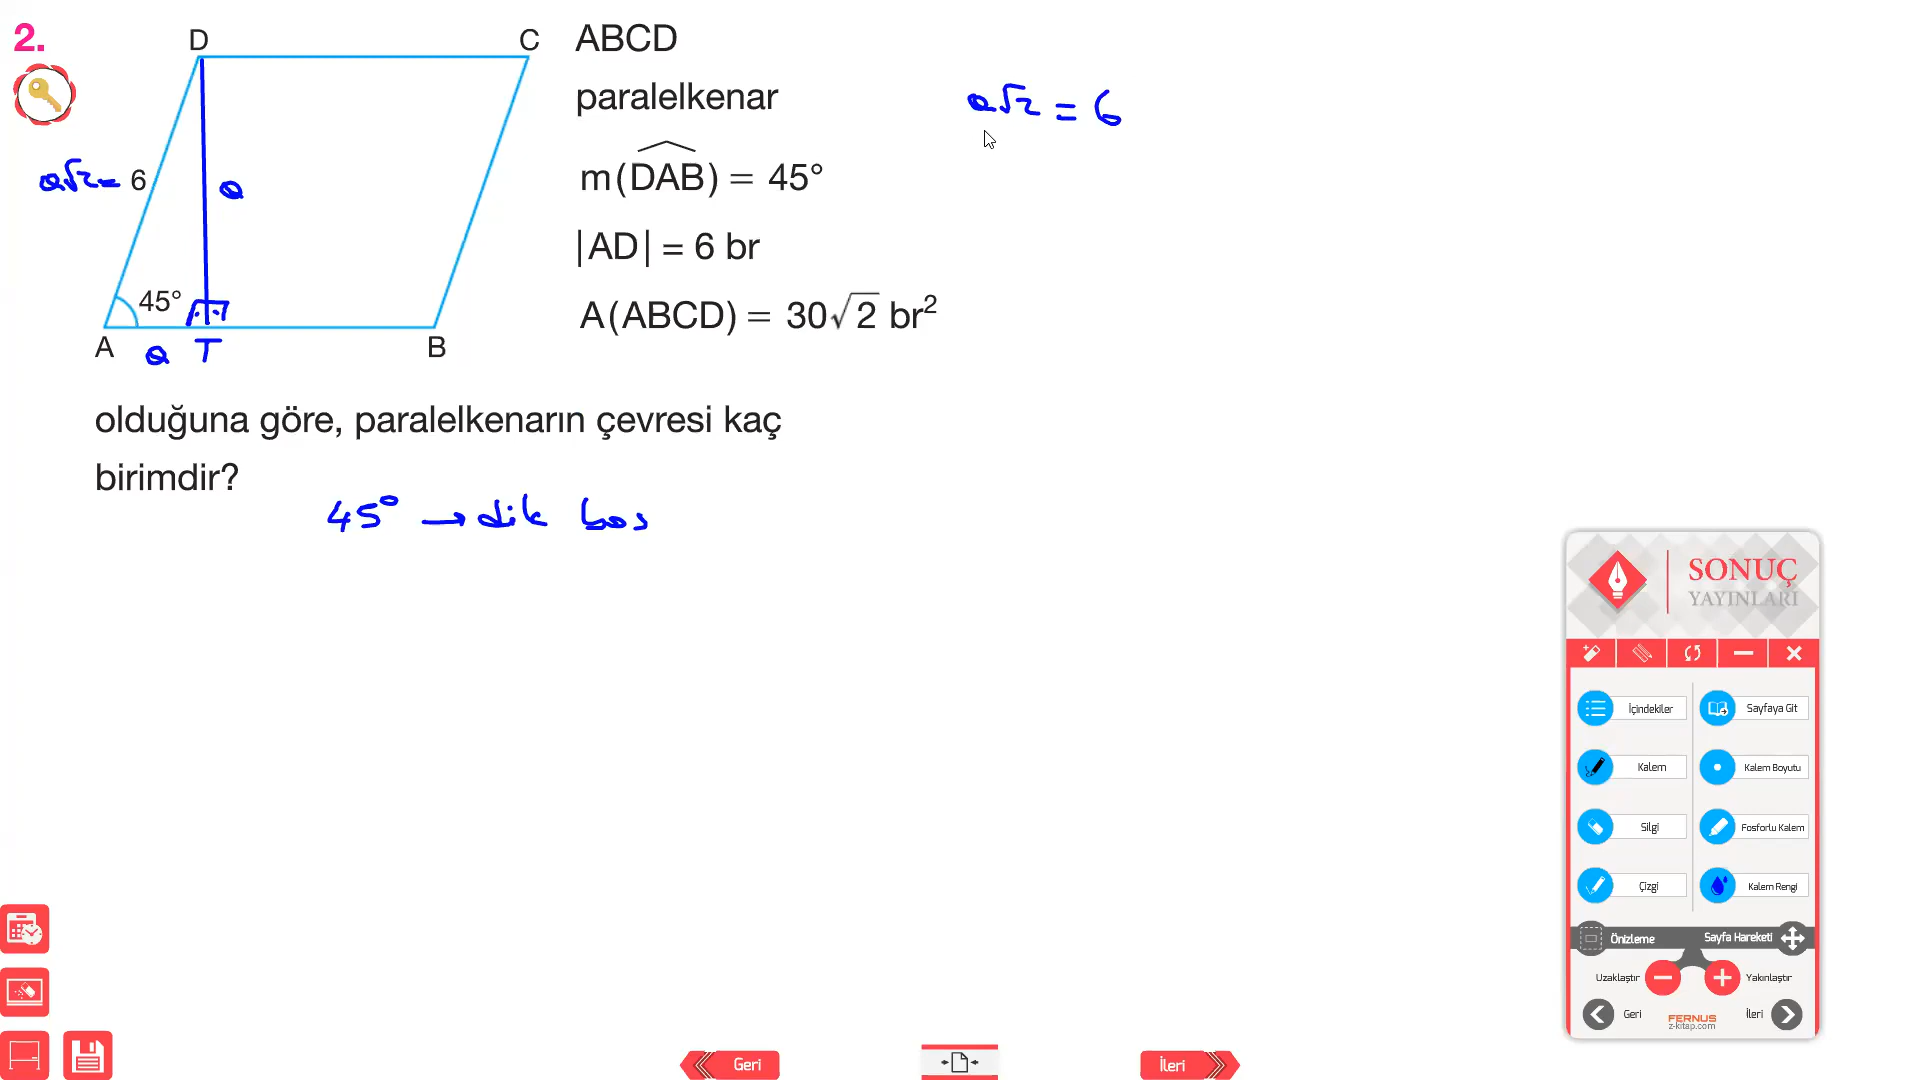 2.
D
C
ABCD
paralelkenar
a√2 = 6
m(DAB) = 45°
a√2 = 6
a
|AD| = 6 br
45°
A(ABCD) = 30√2 br²
A
a
T
B
olduğuna göre, paralelkenarın çevresi kaç
birimdir?
45° → dik
SONUÇ
YAYINLARI
İçindekiler
Sayfaya Git
Kalem
Kalem Boyutu
Silgi
Fosforlu Kalem
Çizgi
Kalem Rengi
Önizleme
Sayfa Hareketi
Uzaklaştır
Yakınlaştır
Geri
FERNUS
z-kitap.com
İleri
Geri
İleri